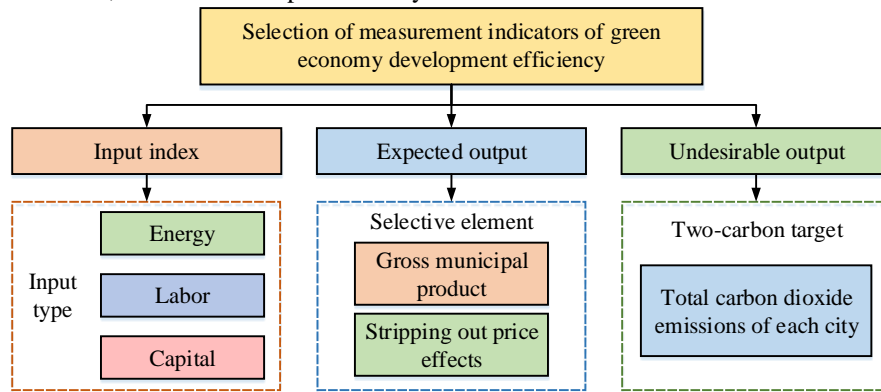 Selection of measurement indicators of green
economy development efficiency
Input index
Expected output
Undesirable output
Input
type
Energy
Labor
Capital
Selective element
Gross municipal
product
Stripping out price
effects
Two-carbon target
Total carbon dioxide
emissions of each city